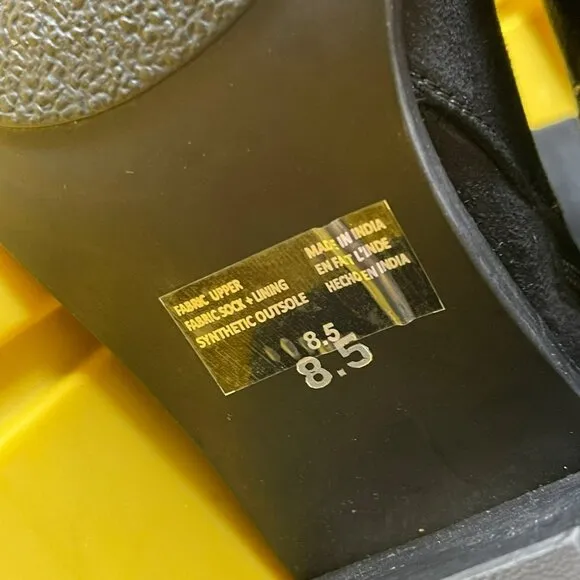 FABRIC UPPER
FABRIC SOCK + LINING
SYNTHETIC OUTSOLE
MADE IN INDIA
EN FAT L'INDE
HECHO EN INDIA
8.5
8.5